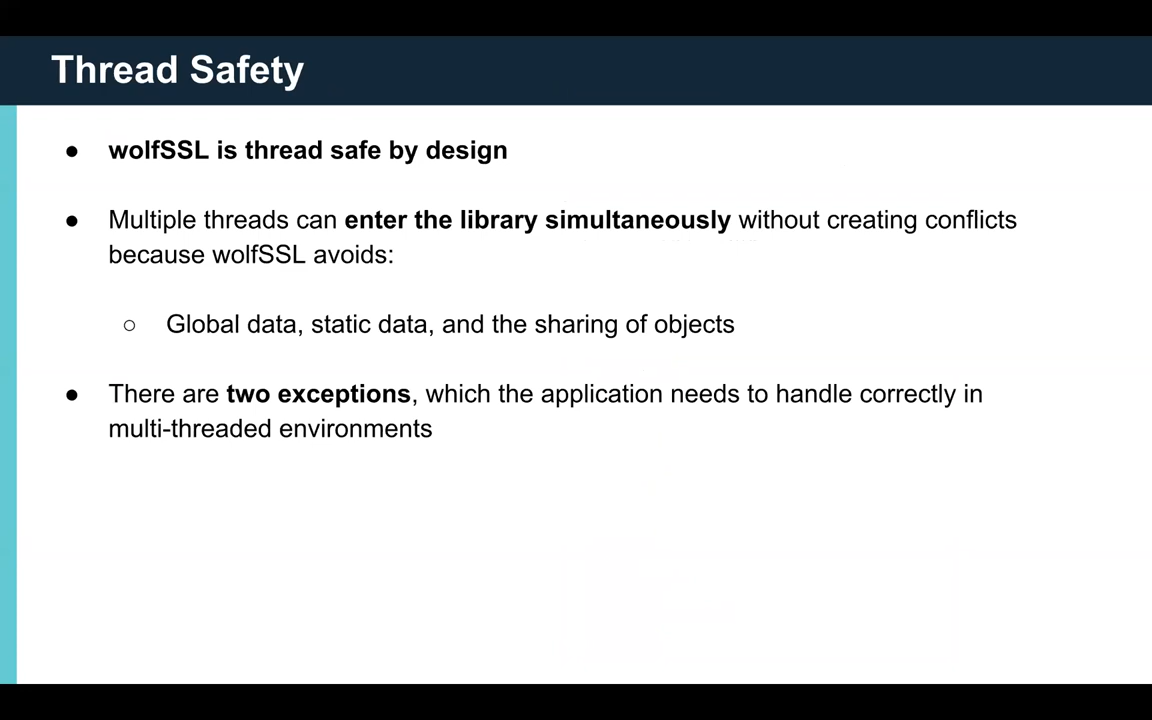 Thread Safety
● wolfSSL is thread safe by design
● Multiple threads can enter the library simultaneously without creating conflicts
because wolfSSL avoids:
○ Global data, static data, and the sharing of objects
● There are two exceptions, which the application needs to handle correctly in
multi-threaded environments